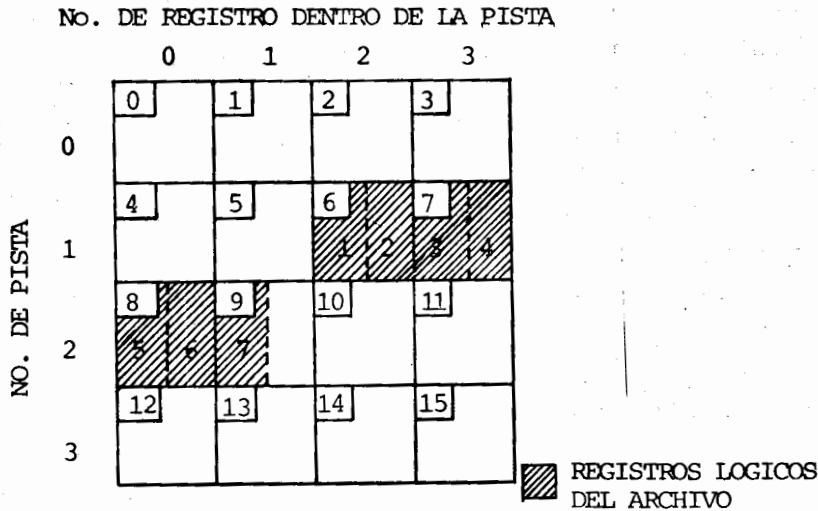 No. DE REGISTRO DENTRO DE LA PISTA
0 1 2 3
NO. DE PISTA
0 1 2 3
0
4 5 6 7
1 2 3 4
1
8 9 10 11
5 6 7
2
12 13 14 15
3
REGISTROS LOGICOS
DEL ARCHIVO